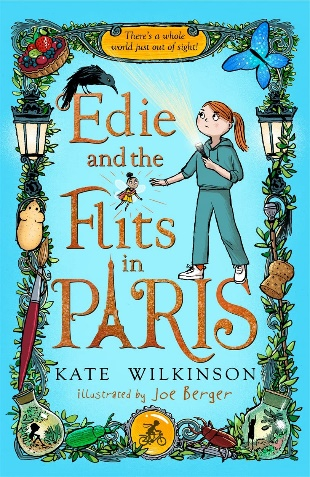 There's a whole
world just out of sight!
Edie
and the
Flits
in
PARIS
KATE WILKINSON
illustrated by Joe Berger